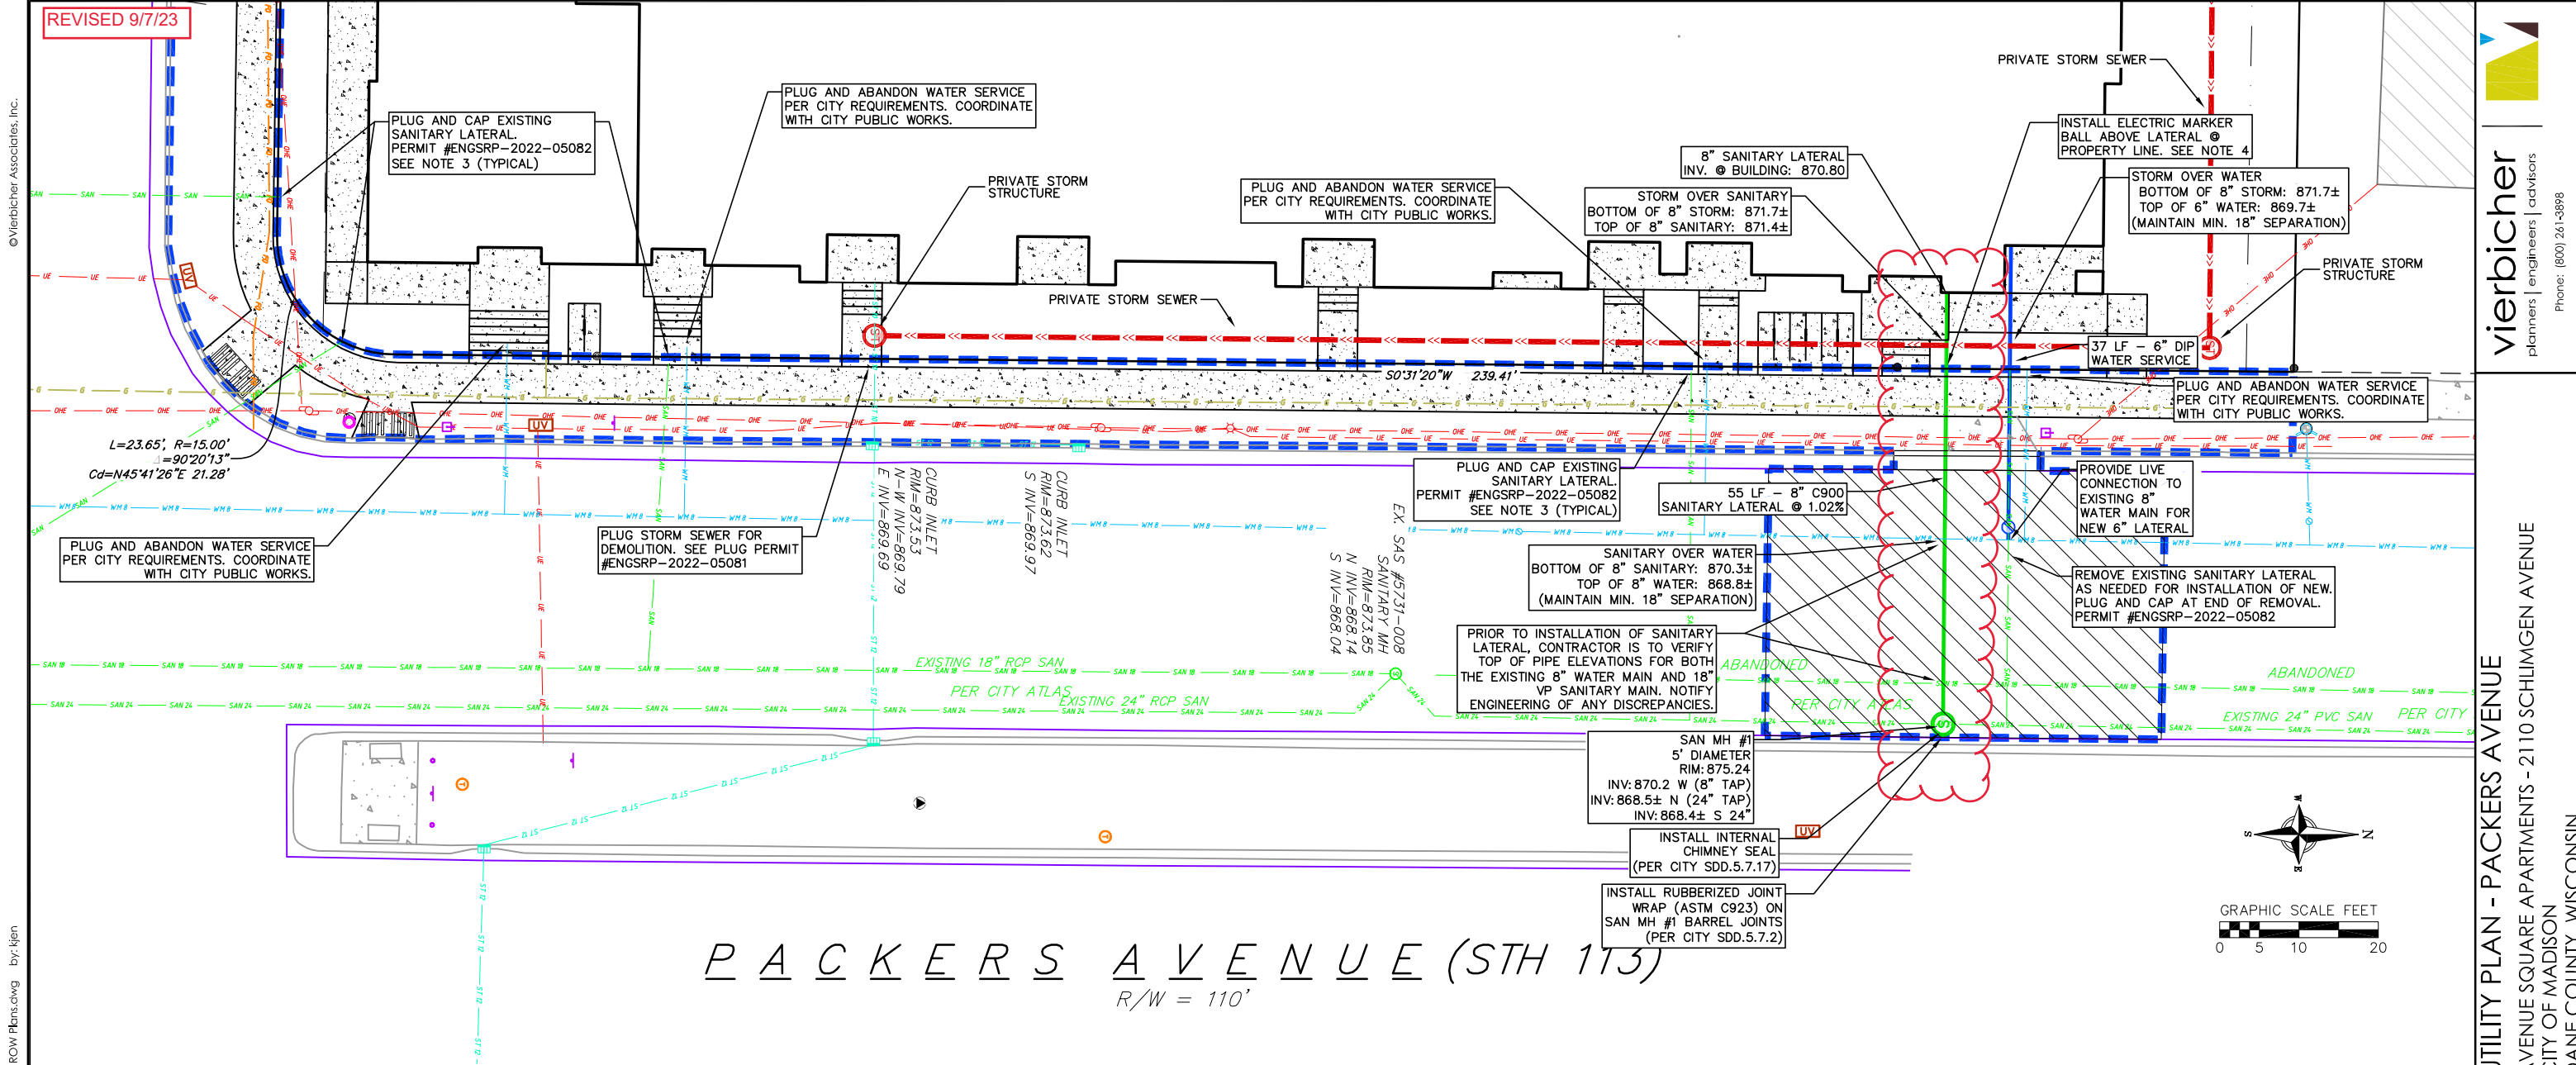 REVISED 9/7/23
©Vierbicher Associates, Inc.
ROW Plans.dwg by: kjen
PLUG AND CAP EXISTING
SANITARY LATERAL.
PERMIT #ENGSRP-2022-05082
SEE NOTE 3 (TYPICAL)
PLUG AND ABANDON WATER SERVICE
PER CITY REQUIREMENTS. COORDINATE
WITH CITY PUBLIC WORKS.
PRIVATE STORM
STRUCTURE
PRIVATE STORM SEWER
PLUG AND ABANDON WATER SERVICE
PER CITY REQUIREMENTS. COORDINATE
WITH CITY PUBLIC WORKS.
8" SANITARY LATERAL
INV. @ BUILDING: 870.80
STORM OVER SANITARY
BOTTOM OF 8" STORM: 871.7±
TOP OF 8" SANITARY: 871.4±
PRIVATE STORM SEWER
INSTALL ELECTRIC MARKER
BALL ABOVE LATERAL @
PROPERTY LINE. SEE NOTE 4
STORM OVER WATER
BOTTOM OF 8" STORM: 871.7±
TOP OF 6" WATER: 869.7±
(MAINTAIN MIN. 18" SEPARATION)
PRIVATE STORM
STRUCTURE
37 LF - 6" DIP
WATER SERVICE
PLUG AND ABANDON WATER SERVICE
PER CITY REQUIREMENTS. COORDINATE
WITH CITY PUBLIC WORKS.
S0°31'20"W 239.41'
L=23.65', R=15.00'
=90°20'13"
Cd=N45°41'26"E 21.28'
PLUG AND ABANDON WATER SERVICE
PER CITY REQUIREMENTS. COORDINATE
WITH CITY PUBLIC WORKS.
PLUG STORM SEWER FOR
DEMOLITION. SEE PLUG PERMIT
#ENGSRP-2022-05081
CURB INLET
RIM=873.53
N-W INV=869.79
E INV=869.69
CURB INLET
RIM=873.62
S INV=869.97
EX. SAS #5731-008
SANITARY MH
RIM=873.85
N INV=868.14
S INV=868.04
PLUG AND CAP EXISTING
SANITARY LATERAL.
PERMIT #ENGSRP-2022-05082
SEE NOTE 3 (TYPICAL)
55 LF - 8" C900
SANITARY LATERAL @ 1.02%
SANITARY OVER WATER
BOTTOM OF 8" SANITARY: 870.3±
TOP OF 8" WATER: 868.8±
(MAINTAIN MIN. 18" SEPARATION)
PRIOR TO INSTALLATION OF SANITARY
LATERAL, CONTRACTOR IS TO VERIFY
TOP OF PIPE ELEVATIONS FOR BOTH
THE EXISTING 8" WATER MAIN AND 18"
VP SANITARY MAIN. NOTIFY
ENGINEERING OF ANY DISCREPANCIES.
PROVIDE LIVE
CONNECTION TO
EXISTING 8"
WATER MAIN FOR
NEW 6" LATERAL
REMOVE EXISTING SANITARY LATERAL
AS NEEDED FOR INSTALLATION OF NEW.
PLUG AND CAP AT END OF REMOVAL.
PERMIT #ENGSRP-2022-05082
EXISTING 18" RCP SAN
PER CITY ATLAS
EXISTING 24" RCP SAN
ABANDONED
PER CITY ATLAS
ABANDONED
EXISTING 24" PVC SAN PER CITY
SAN MH #1
5' DIAMETER
RIM: 875.24
INV: 870.2 W (8" TAP)
INV: 868.5± N (24" TAP)
INV: 868.4± S 24"
INSTALL INTERNAL
CHIMNEY SEAL
(PER CITY SDD.5.7.17)
INSTALL RUBBERIZED JOINT
WRAP (ASTM C923) ON
SAN MH #1 BARREL JOINTS
(PER CITY SDD.5.7.2)
PACKERS AVENUE (STH 113)
R/W = 110'
W
N
S
E
GRAPHIC SCALE FEET
0 5 10 20
vierbicher
planners | engineers | advisors
Phone: (800) 261-3898
UTILITY PLAN - PACKERS AVENUE
VENUE SQUARE APARTMENTS - 2110 SCHLIMGEN AVENUE
CITY OF MADISON
ANE COUNTY, WISCONSIN